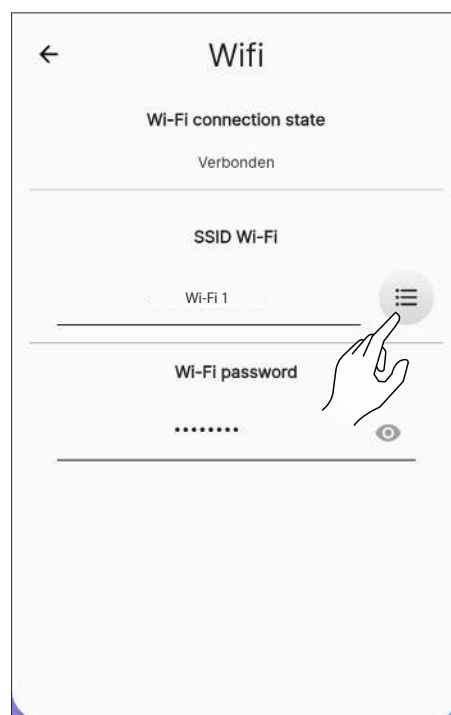 Wifi
Wi-Fi connection state
Verbonden
SSID Wi-Fi
Wi-Fi 1
Wi-Fi password
••••••••